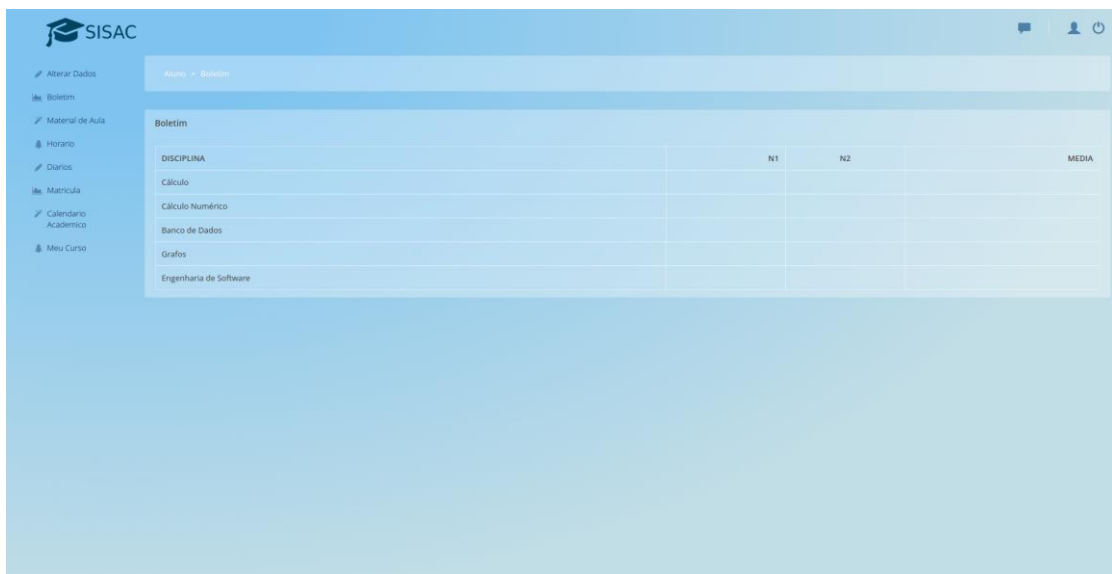 SISAC
Alterar Dados
Boletim
Material de Aula
Horario
Diarios
Matricula
Calendario
Academico
Meu Curso
Aluno > Boletim
Boletim
DISCIPLINA N1 N2 MEDIA
Cálculo
Cálculo Numérico
Banco de Dados
Grafos
Engenharia de Software